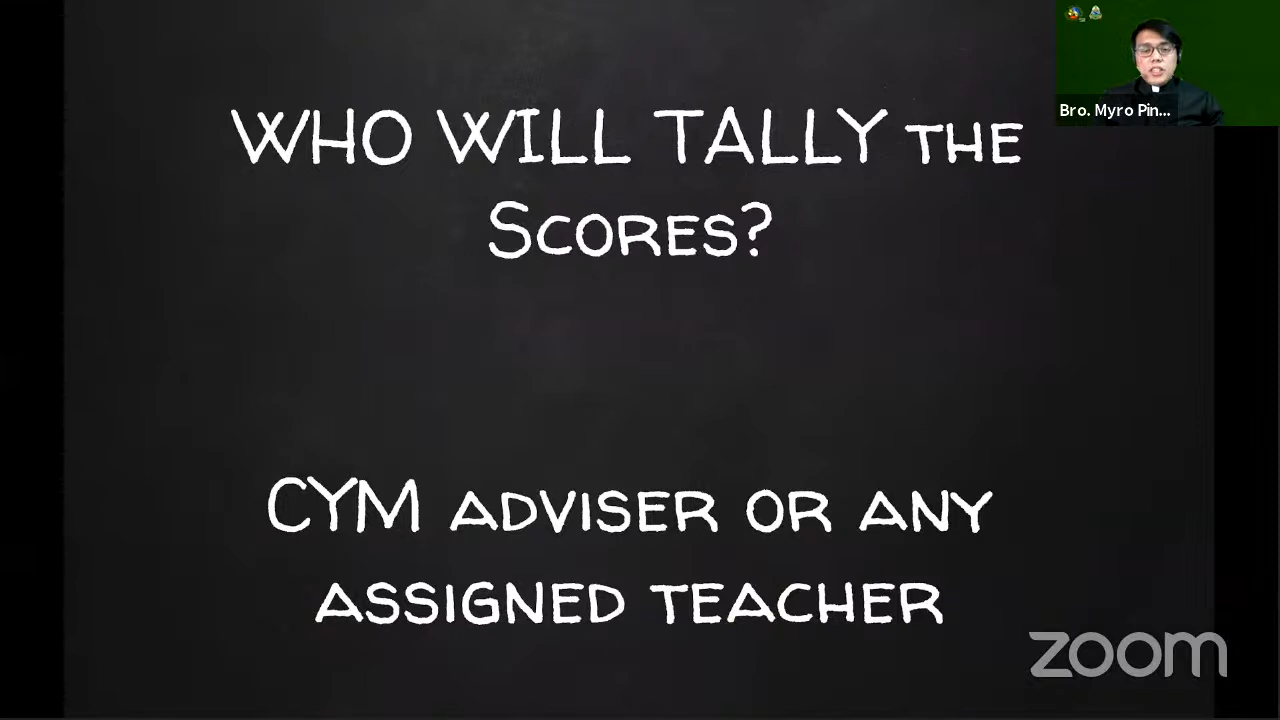 WHO WILL TALLY THE
SCORES?
CYM ADVISER OR ANY
ASSIGNED TEACHER
Bro. Myro Pin...
zoom